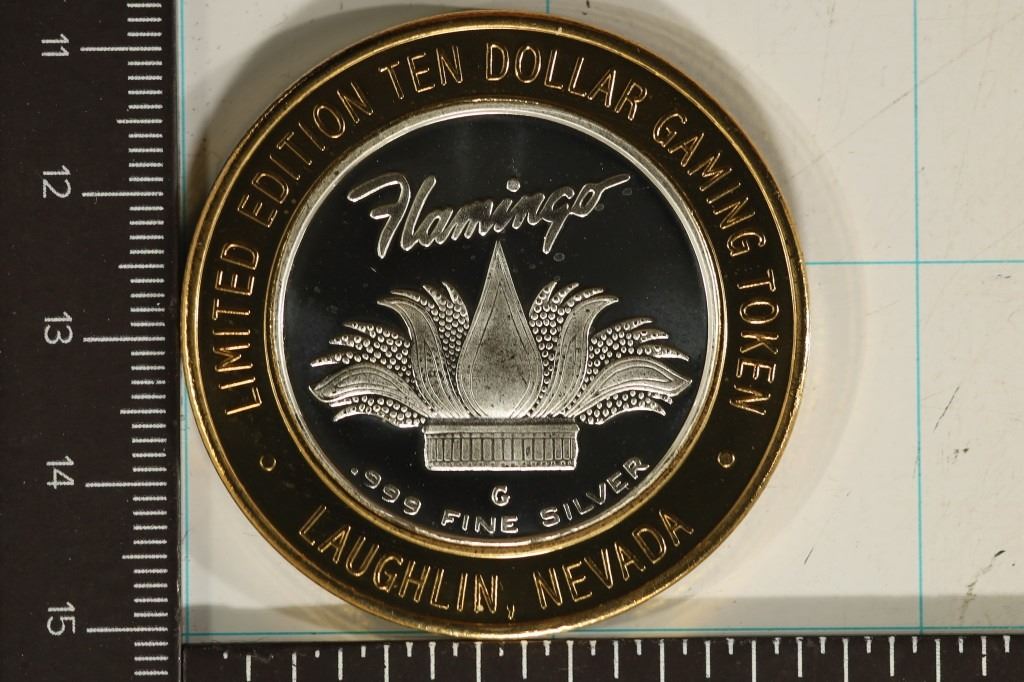 LIMITED EDITION TEN DOLLAR GAMING TOKEN
Flamingo
G
.999 FINE SILVER
LAUGHLIN, NEVADA
11
12
13
14
15